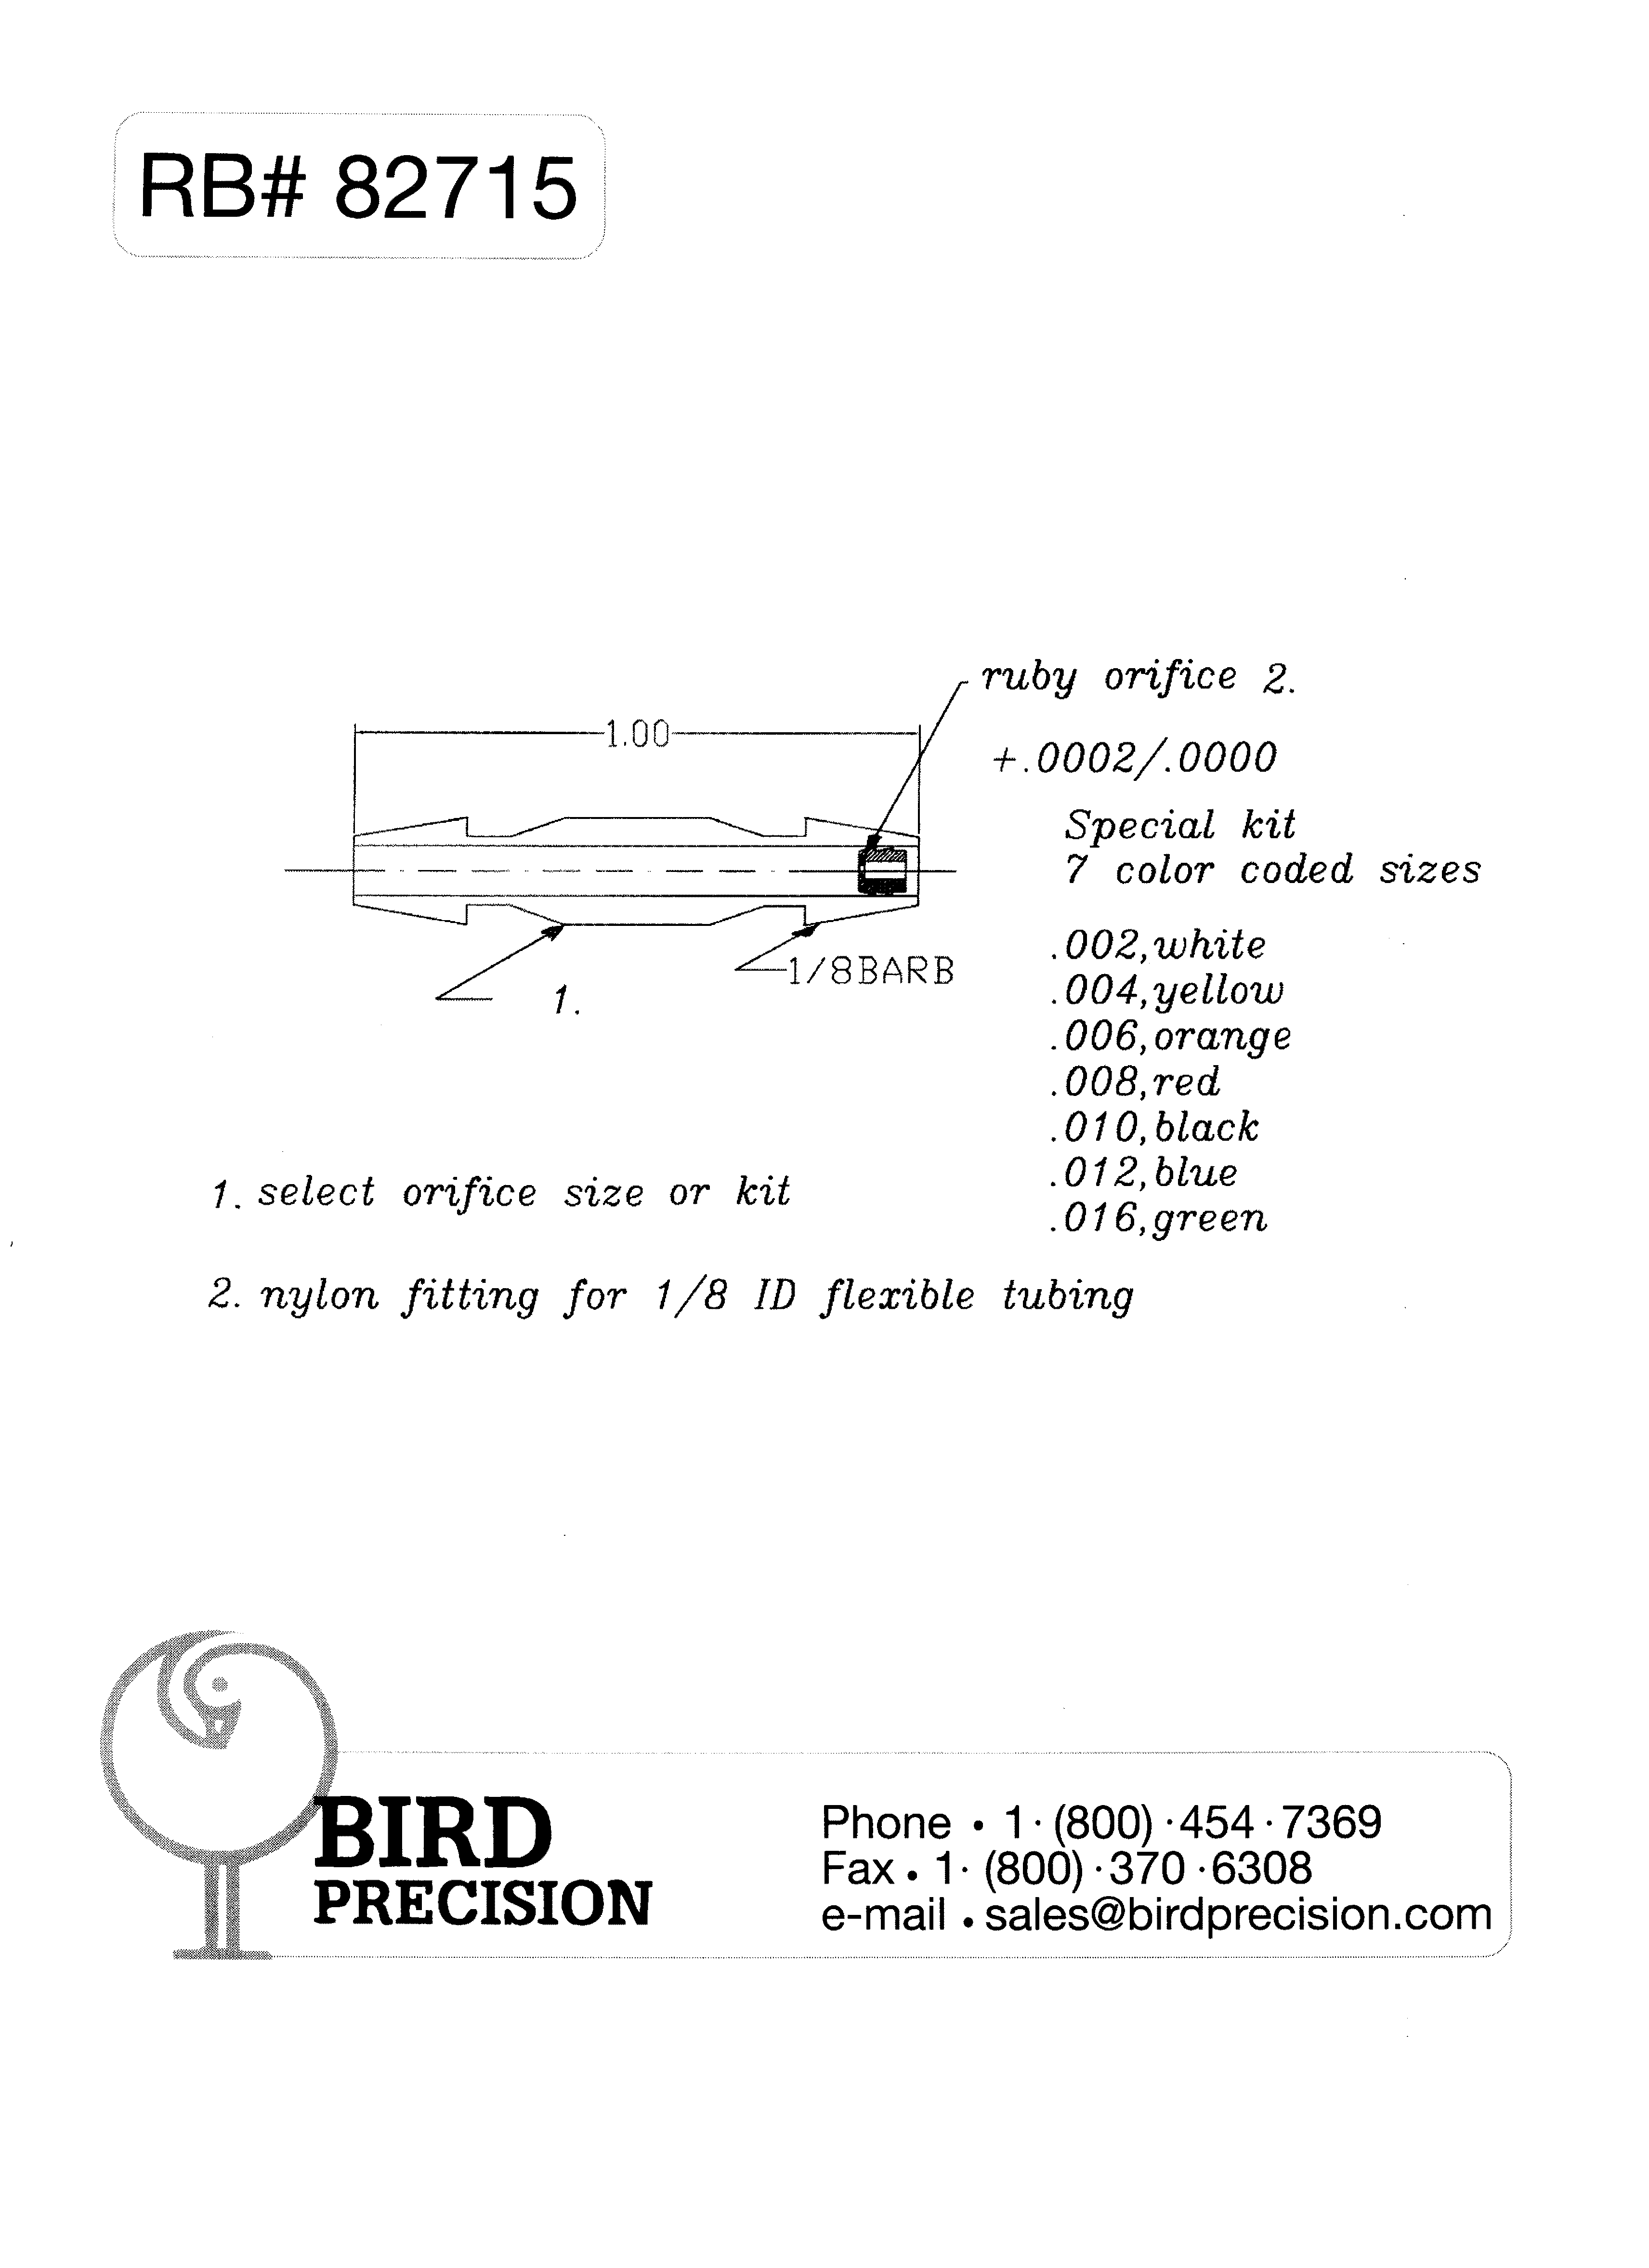 RB# 82715
ruby orifice 2.
1.00
+.0002/.0000
Special kit
7 color coded sizes
1/8BARB
1.
.002,white
.004,yellow
.006,orange
.008,red
.010,black
.012,blue
.016,green
1. select orifice size or kit
2. nylon fitting for 1/8 ID flexible tubing
BIRD
PRECISION
Phone • 1· (800) ·454 ·7369
Fax • 1· (800) ·370 ·6308
e-mail • sales@birdprecision.com